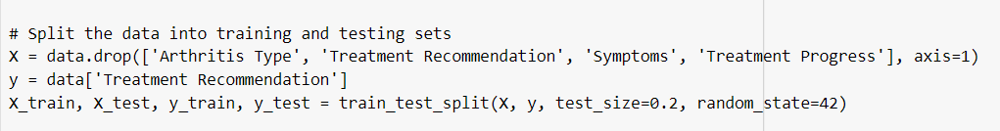 # Split the data into training and testing sets
X = data.drop(['Arthritis Type', 'Treatment Recommendation', 'Symptoms', 'Treatment Progress'], axis=1)
y = data['Treatment Recommendation']
X_train, X_test, y_train, y_test = train_test_split(X, y, test_size=0.2, random_state=42)